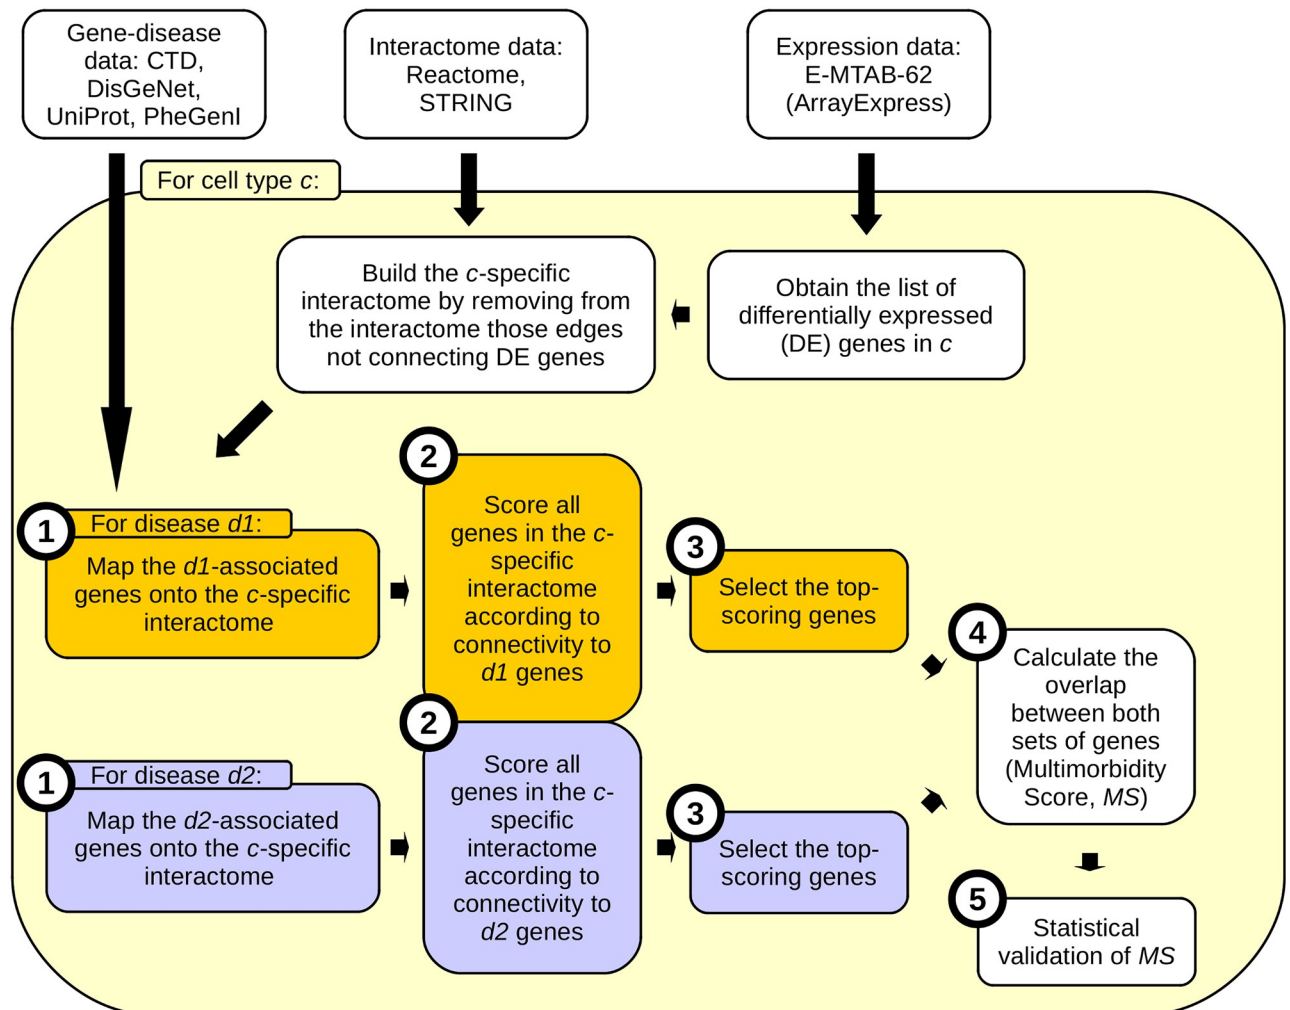 Gene-disease
data: CTD,
DisGeNet,
UniProt, PheGenI
Interactome data:
Reactome,
STRING
Expression data:
E-MTAB-62
(ArrayExpress)
For cell type c:
Build the c-specific
interactome by removing from
the interactome those edges
not connecting DE genes
Obtain the list of
differentially expressed
(DE) genes in c
1
For disease d1:
Map the d1-associated
genes onto the c-specific
interactome
2
Score all
genes in the c-
specific
interactome
according to
connectivity to
d1 genes
3
Select the top-
scoring genes
1
For disease d2:
Map the d2-associated
genes onto the c-specific
interactome
2
Score all
genes in the c-
specific
interactome
according to
connectivity to
d2 genes
3
Select the top-
scoring genes
4
Calculate the
overlap
between both
sets of genes
(Multimorbidity
Score, MS)
5
Statistical
validation of MS